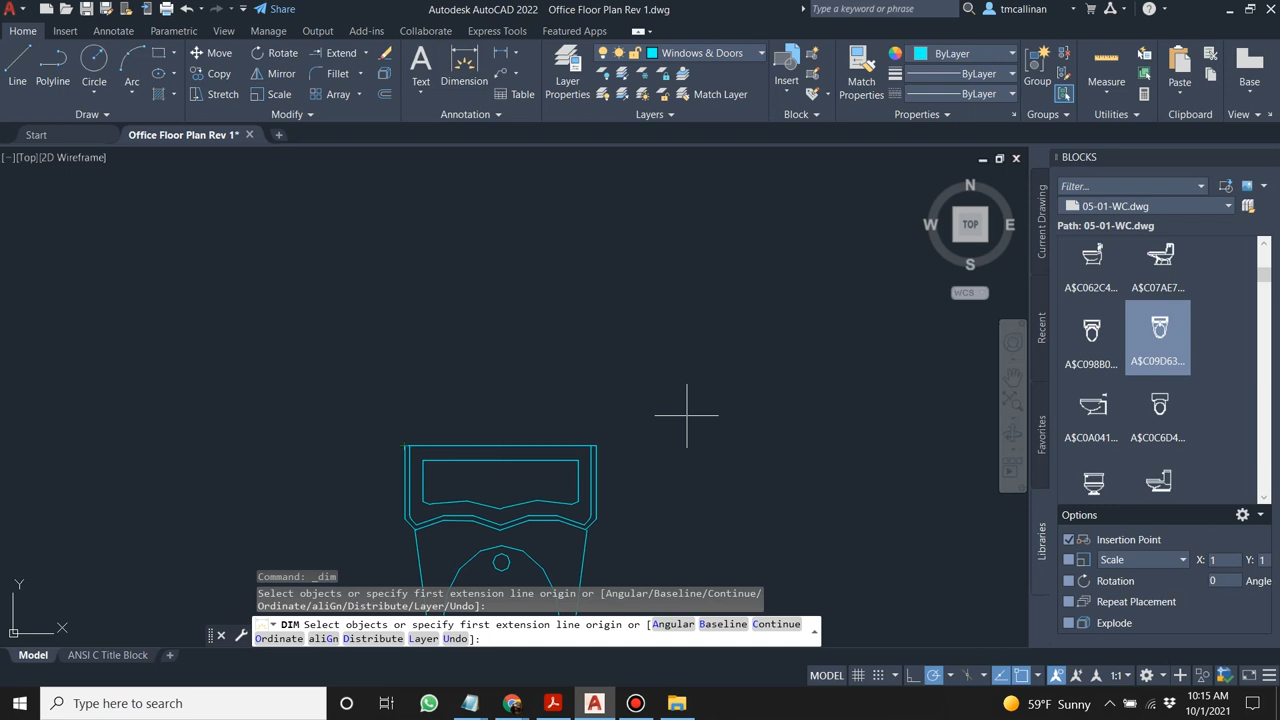 Share
Autodesk AutoCAD 2022 Office Floor Plan Rev 1.dwg
Type a keyword or phrase
tmcallinan
Home Insert Annotate Parametric View Manage Output Add-ins Collaborate Express Tools Featured Apps
Line Polyline Circle Arc
Move Rotate Extend
Copy Mirror Fillet
Stretch Scale Array
Text Dimension Table
Layer Properties
Windows & Doors
Match Layer
Insert
Match Properties
ByLayer
ByLayer
ByLayer
Group Measure Paste Base
Draw Modify Annotation Layers Block Properties Groups Utilities Clipboard View
Start Office Floor Plan Rev 1*
[−][Top][2D Wireframe]
N
W TOP E
S
WCS
BLOCKS
Filter...
05-01-WC.dwg
Path: 05-01-WC.dwg
Current Drawing
Recent
Favorites
Libraries
A$C062C4... A$C07AE7...
A$C098B0... A$C09D63...
A$C0A041... A$C0C6D4...
Options
Insertion Point
Scale X: 1 Y: 1
Rotation 0 Angle
Repeat Placement
Explode
Y
X
Command: _dim
Select objects or specify first extension line origin or [Angular/Baseline/Continue/
Ordinate/aliGn/Distribute/Layer/Undo]:
DIM Select objects or specify first extension line origin or [Angular Baseline Continue
Ordinate aliGn Distribute Layer Undo]:
Model ANSI C Title Block
MODEL 1:1
Type here to search
59°F Sunny
10:15 AM
10/1/2021